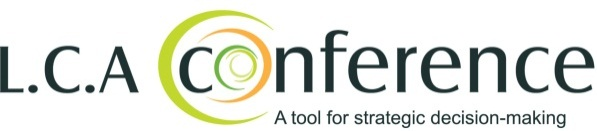 L.C.A conference
A tool for strategic decision-making